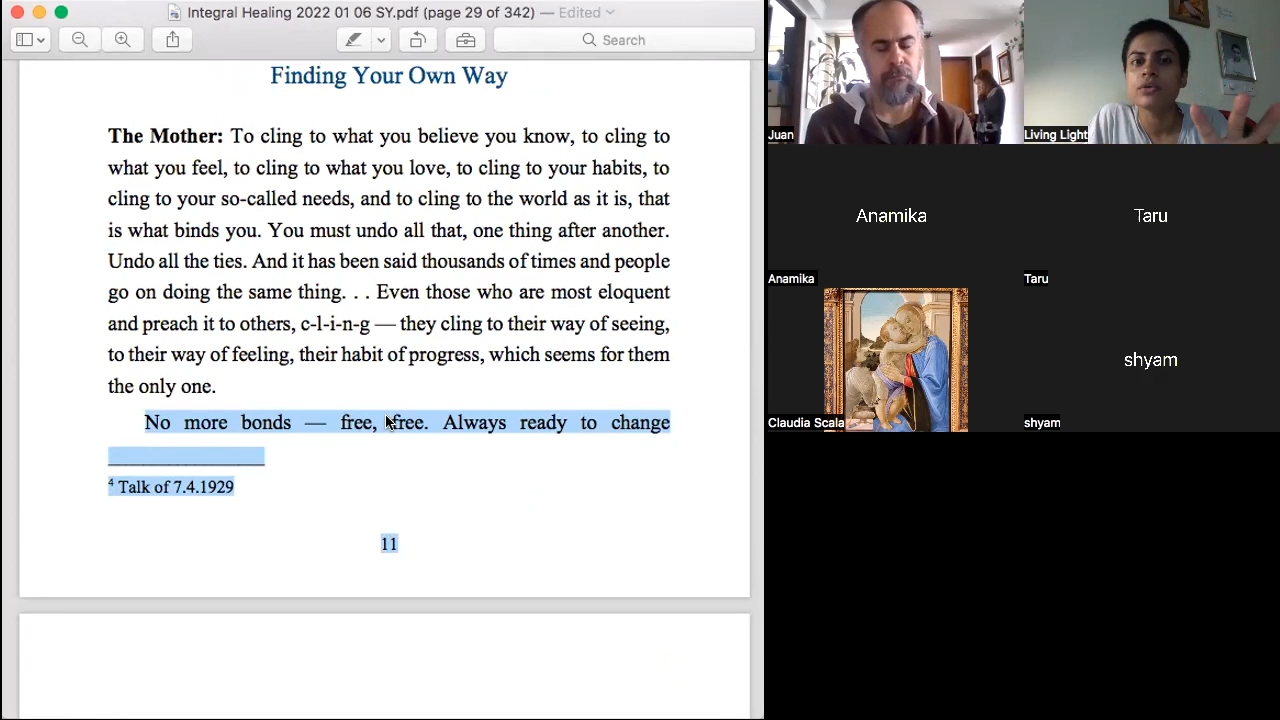 Integral Healing 2022 01 06 SY.pdf (page 29 of 342) — Edited
Search
Finding Your Own Way
The Mother: To cling to what you believe you know, to cling to
what you feel, to cling to what you love, to cling to your habits, to
cling to your so-called needs, and to cling to the world as it is, that
is what binds you. You must undo all that, one thing after another.
Undo all the ties. And it has been said thousands of times and people
go on doing the same thing. . . Even those who are most eloquent
and preach it to others, c-l-i-n-g — they cling to their way of seeing,
to their way of feeling, their habit of progress, which seems for them
the only one.
No more bonds — free, free. Always ready to change
4 Talk of 7.4.1929
11
Juan
Living Light
Anamika
Anamika
Taru
Taru
Claudia Scala
shyam
shyam